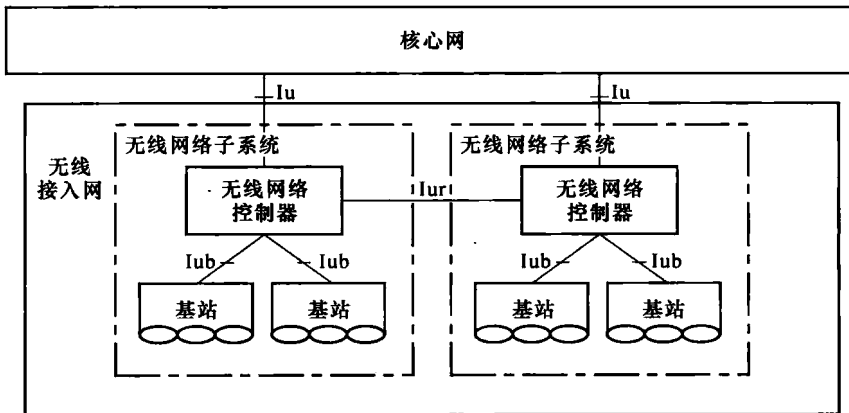 核心网
Iu
Iu
无线
接入网
无线网络子系统
无线网络子系统
无线网络
控制器
Iur
无线网络
控制器
Iub
Iub
Iub
Iub
基站
基站
基站
基站